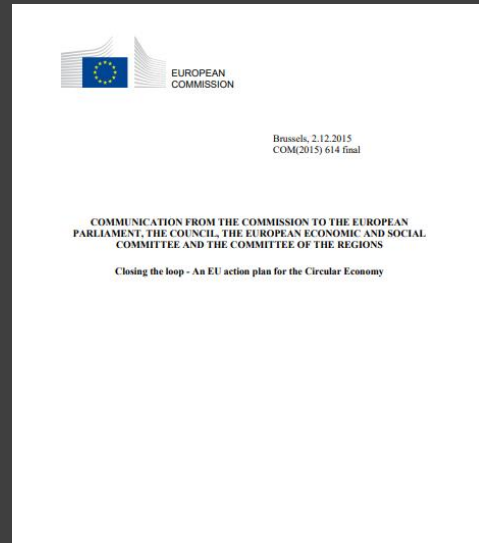 EUROPEAN
COMMISSION
Brussels, 2.12.2015
COM(2015) 614 final
COMMUNICATION FROM THE COMMISSION TO THE EUROPEAN
PARLIAMENT, THE COUNCIL, THE EUROPEAN ECONOMIC AND SOCIAL
COMMITTEE AND THE COMMITTEE OF THE REGIONS
Closing the loop - An EU action plan for the Circular Economy